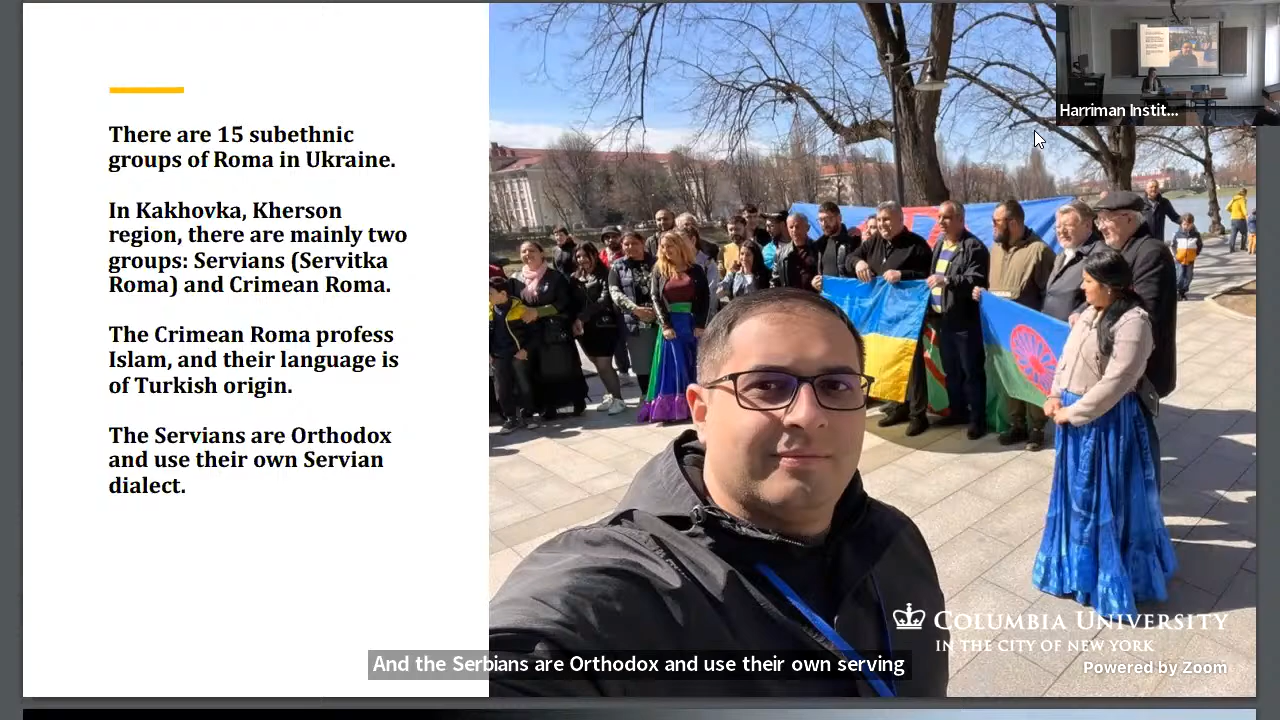 There are 15 subethnic
groups of Roma in Ukraine.
In Kakhovka, Kherson
region, there are mainly two
groups: Servians (Servitka
Roma) and Crimean Roma.
The Crimean Roma profess
Islam, and their language is
of Turkish origin.
The Servians are Orthodox
and use their own Servian
dialect.
Harriman Instit...
COLUMBIA UNIVERSITY
IN THE CITY OF NEW YORK
Powered by Zoom
And the Serbians are Orthodox and use their own serving